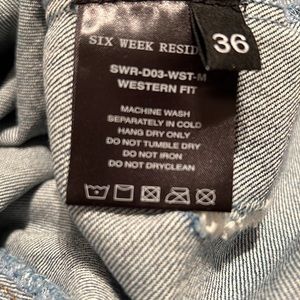 SIX WEEK RESID
36
SWR-D03-WST-M
WESTERN FIT
MACHINE WASH
SEPARATELY IN COLD
HANG DRY ONLY
DO NOT TUMBLE DRY
DO NOT IRON
DO NOT DRYCLEAN